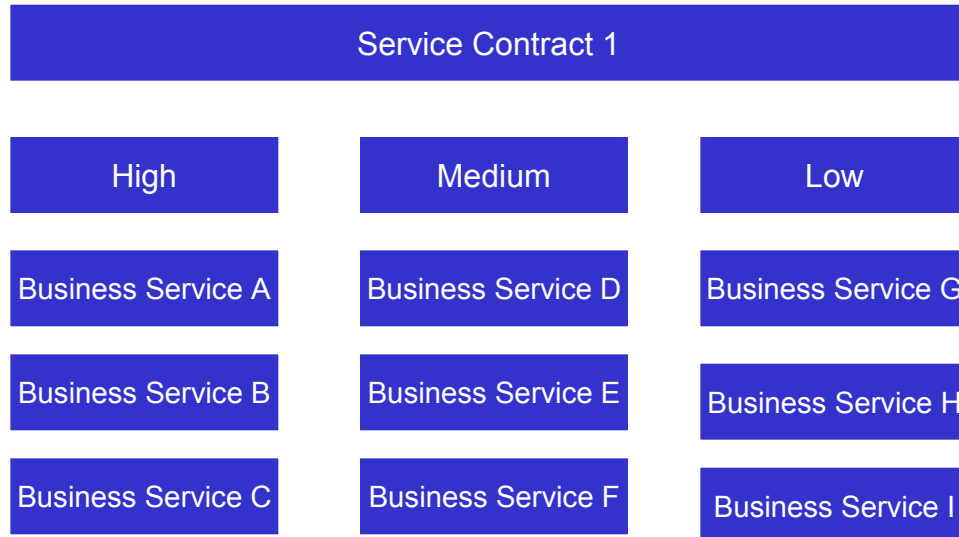 Service Contract 1
High
Medium
Low
Business Service A
Business Service D
Business Service G
Business Service B
Business Service E
Business Service H
Business Service C
Business Service F
Business Service I